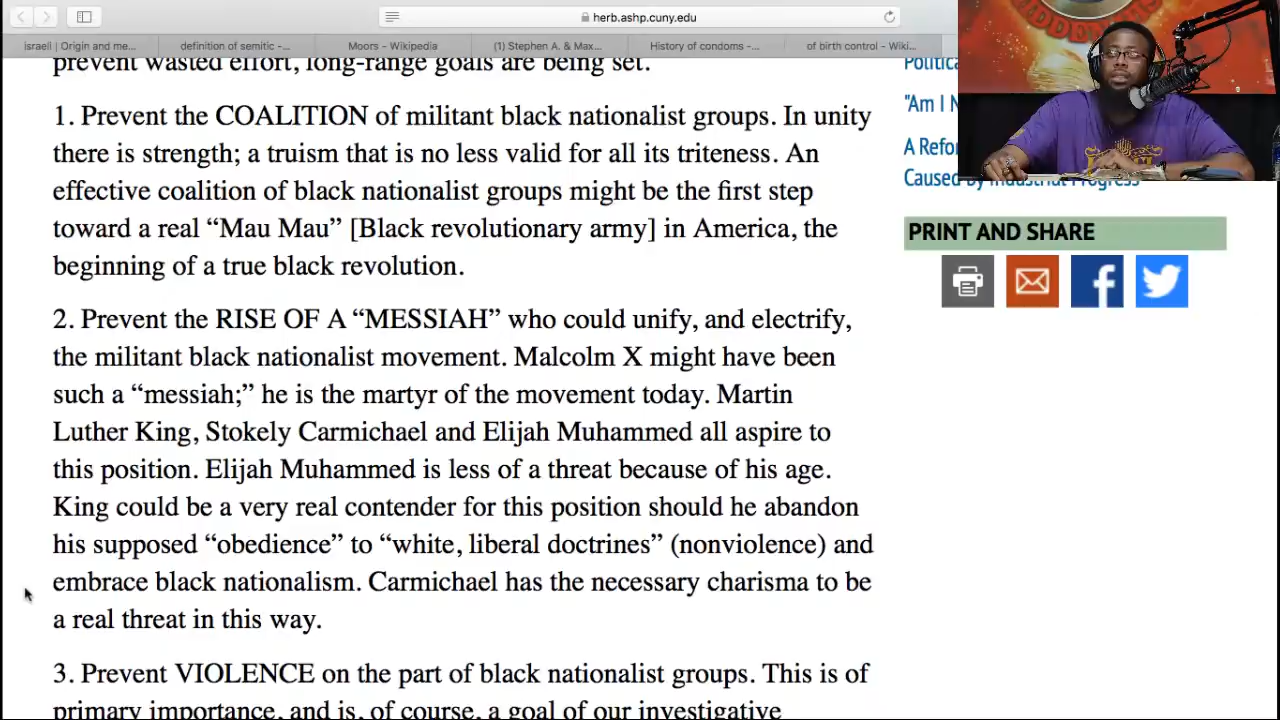 herb.ashp.cuny.edu
israeli | Origin and me...
definition of semitic -...
Moors - Wikipedia
(1) Stephen A. & Max...
History of condoms -...
of birth control - Wiki...
prevent wasted effort, long-range goals are being set.
1. Prevent the COALITION of militant black nationalist groups. In unity
there is strength; a truism that is no less valid for all its triteness. An
effective coalition of black nationalist groups might be the first step
toward a real “Mau Mau” [Black revolutionary army] in America, the
beginning of a true black revolution.
2. Prevent the RISE OF A “MESSIAH” who could unify, and electrify,
the militant black nationalist movement. Malcolm X might have been
such a “messiah;” he is the martyr of the movement today. Martin
Luther King, Stokely Carmichael and Elijah Muhammed all aspire to
this position. Elijah Muhammed is less of a threat because of his age.
King could be a very real contender for this position should he abandon
his supposed “obedience” to “white, liberal doctrines” (nonviolence) and
embrace black nationalism. Carmichael has the necessary charisma to be
a real threat in this way.
3. Prevent VIOLENCE on the part of black nationalist groups. This is of
primary importance, and is, of course, a goal of our investigative
Politica
"Am I N
A Refor
Caused by Industrial Progress
PRINT AND SHARE